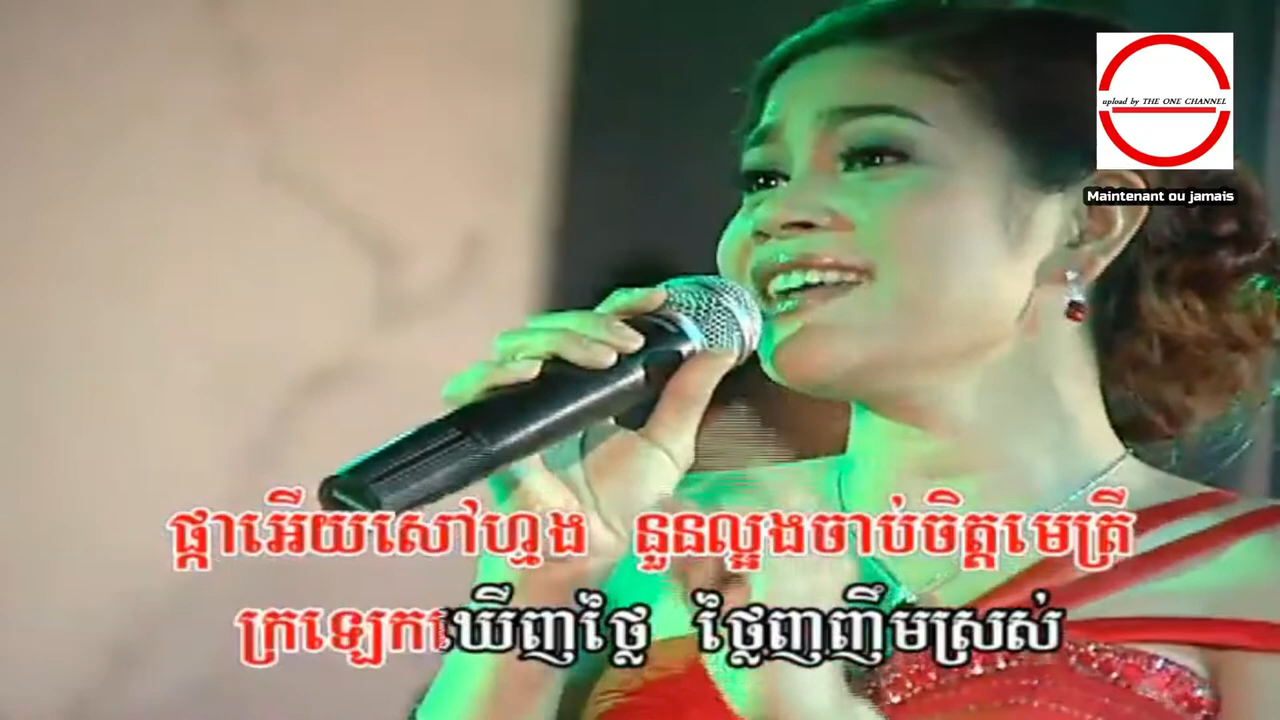 upload by THE ONE CHANNEL
Maintenant ou jamais
ផ្កាអើយសៅហ្មង នួនល្អងចាប់ចិត្តមេត្រី
ក្រឡេកឃើញថ្លៃ ថ្លៃញញឹមស្រស់